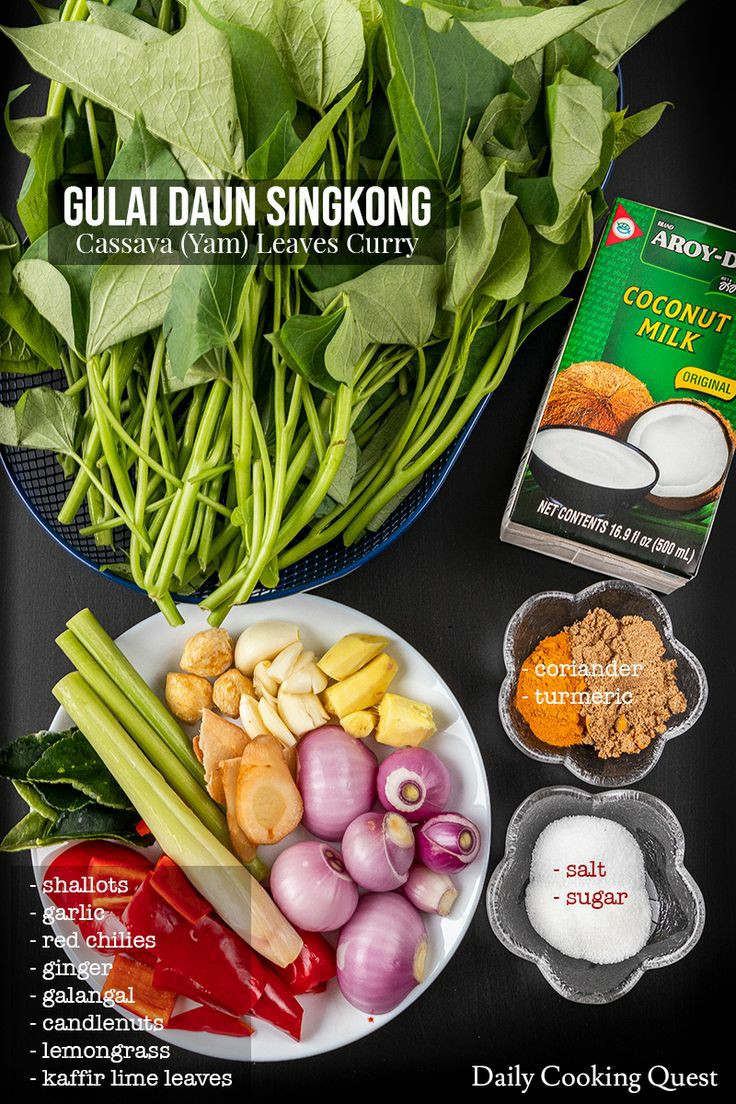 GULAI DAUN SINGKONG
Cassava (Yam) Leaves Curry
BRAND
AROY-D
COCONUT
MILK
ORIGINAL
NET CONTENTS 16.9 fl oz (500 mL)
- coriander
- turmeric
- salt
- sugar
- shallots
- garlic
- red chilies
- ginger
- galangal
- candlenuts
- lemongrass
- kaffir lime leaves
Daily Cooking Quest